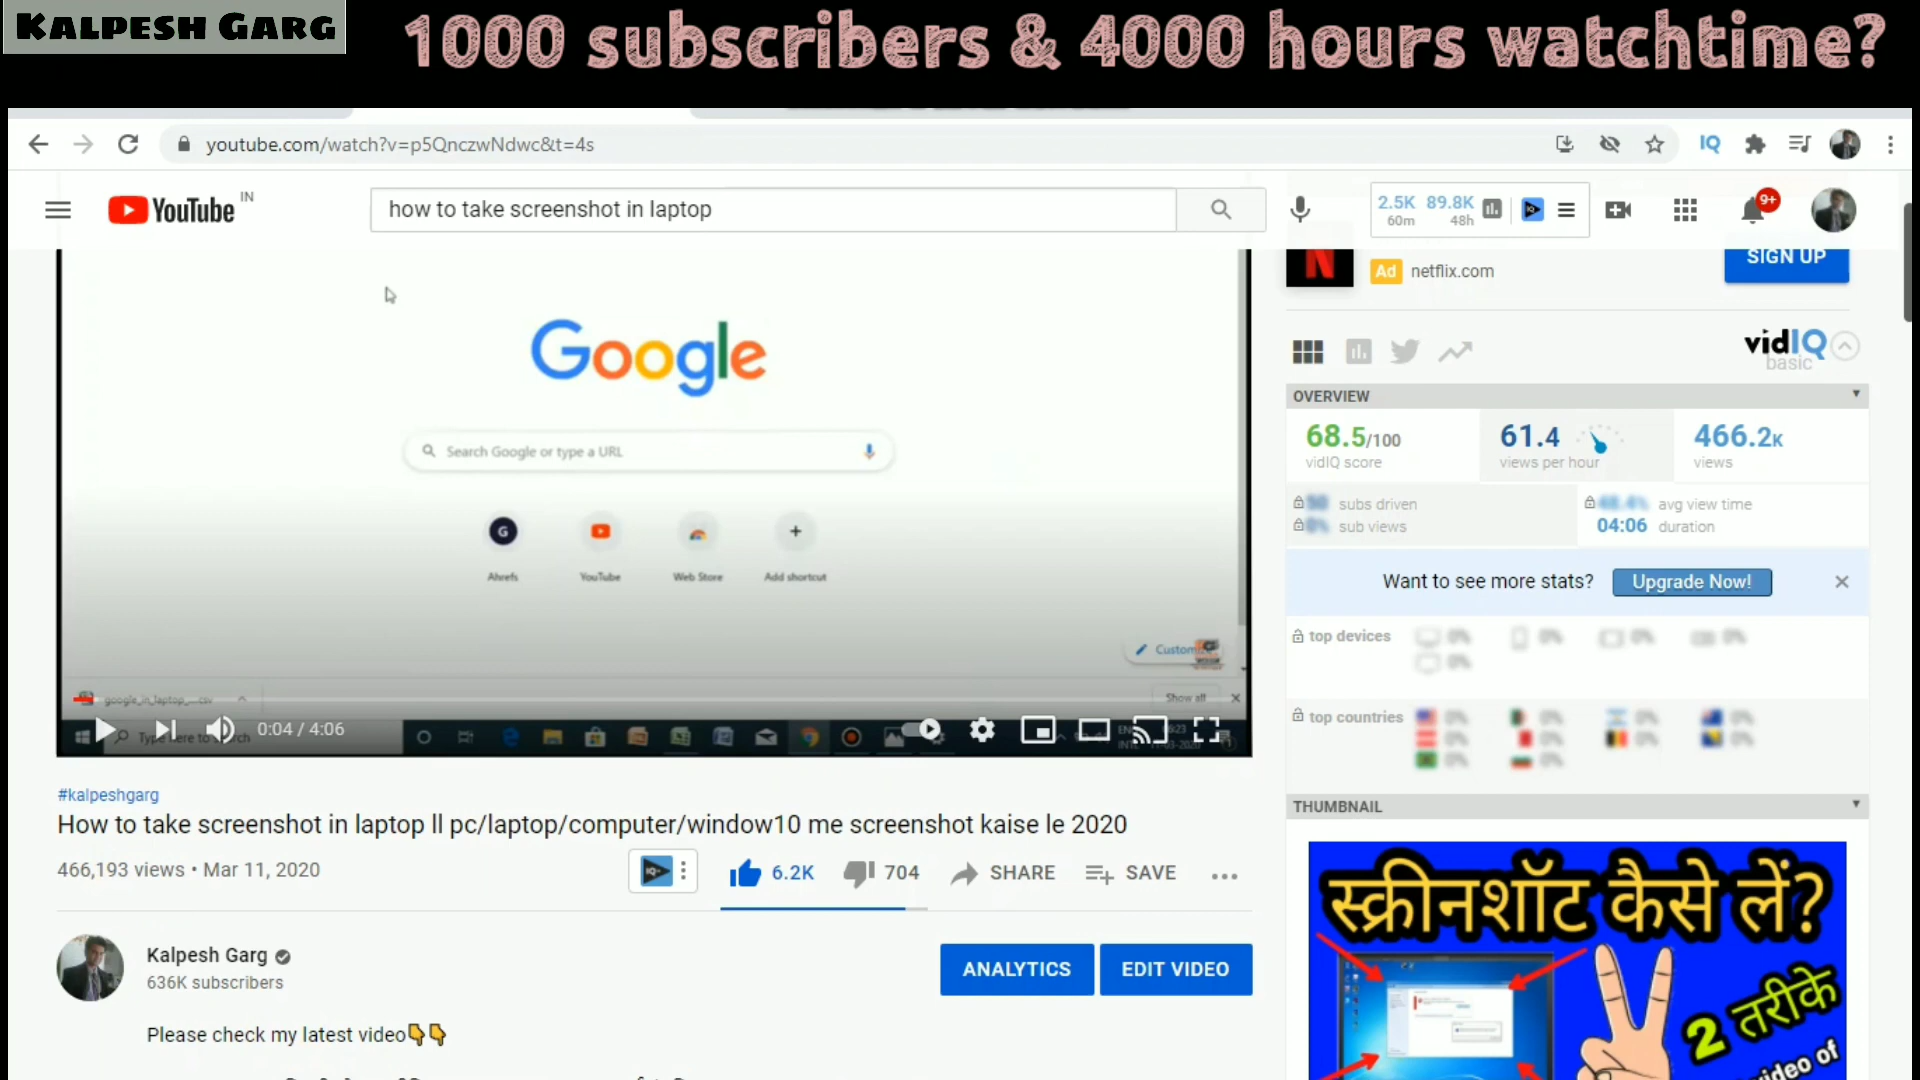 KALPESH GARG
1000 subscribers & 4000 hours watchtime?
youtube.com/watch?v=p5QnczwNdwc&t=4s
IQ
YouTube IN
how to take screenshot in laptop
2.5K 89.8K
60m 48h
9+
Ad netflix.com
SIGN UP
Google
Search Google or type a URL
Ahrefs YouTube Web Store Add shortcut
Show all
0:04 / 4:06
vidIQ
basic
OVERVIEW
68.5/100
vidIQ score
61.4
views per hour
466.2K
views
subs driven
sub views
avg view time
04:06 duration
Want to see more stats? Upgrade Now!
top devices
top countries
THUMBNAIL
स्क्रीनशॉट कैसे लें?
2 तरीके
#kalpeshgarg
How to take screenshot in laptop ll pc/laptop/computer/window10 me screenshot kaise le 2020
466,193 views • Mar 11, 2020
6.2K 704 SHARE SAVE
Kalpesh Garg
636K subscribers
ANALYTICS EDIT VIDEO
Please check my latest video👇👇